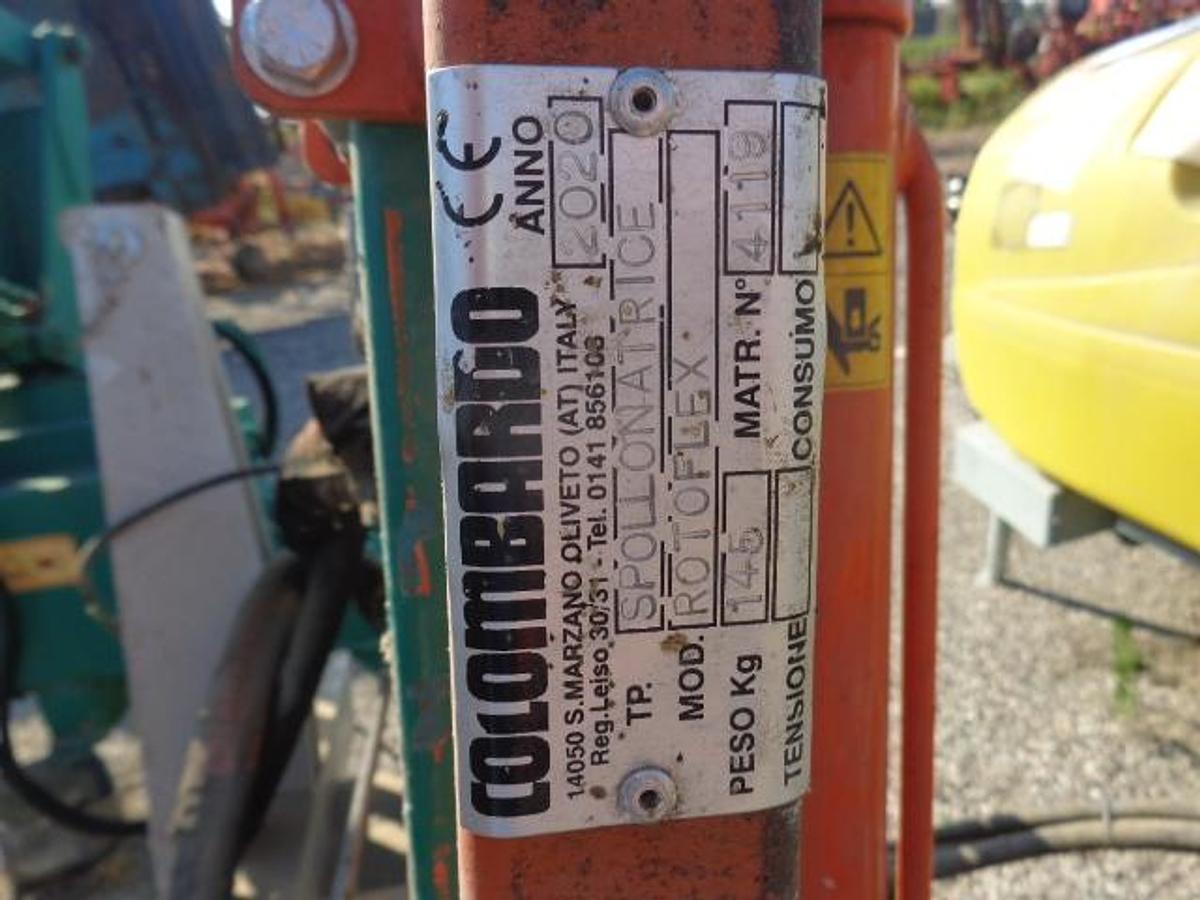 COLOMBARDO CE
14050 S.MARZANO OLIVETO (AT) ITALY ANNO 2020
Reg.Leiso 30/31 - Tel. 0141 856108
TP. SPOLLONATRICE
MOD. ROTOFLEX
PESO Kg 145 MATR. N° 4119
TENSIONE CONSUMO